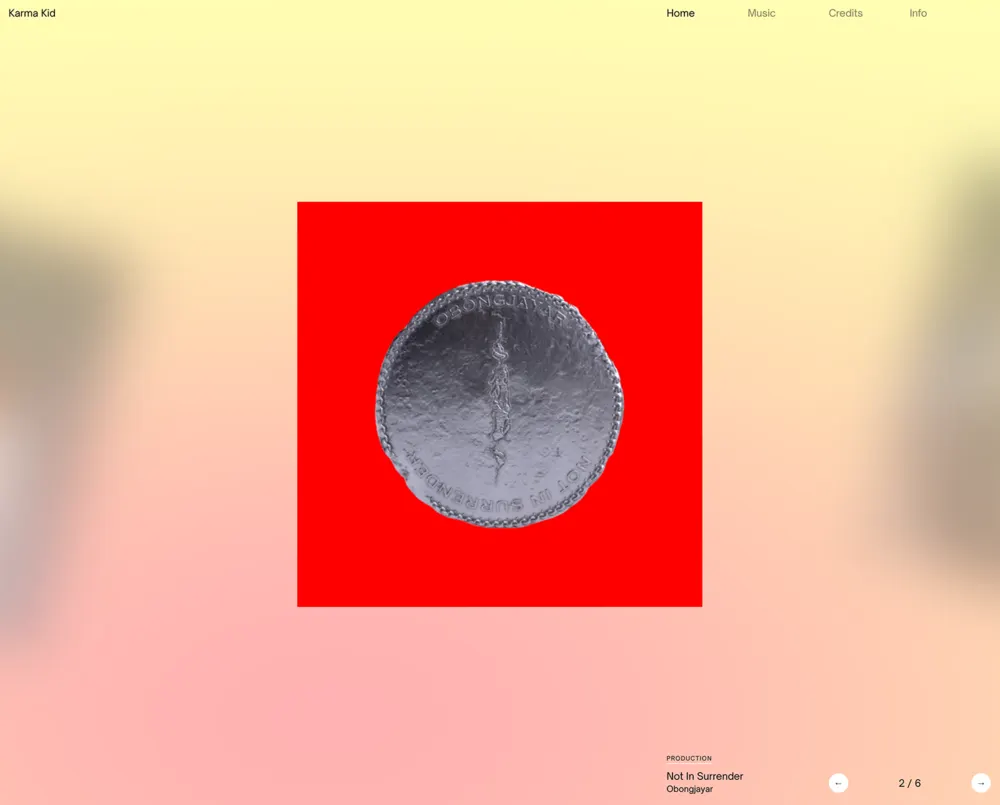 Karma Kid
Home
Music
Credits
Info
OBONGJAYAR
NOT IN SURRENDER
PRODUCTION
Not In Surrender
Obongjayar
←
2 / 6
→